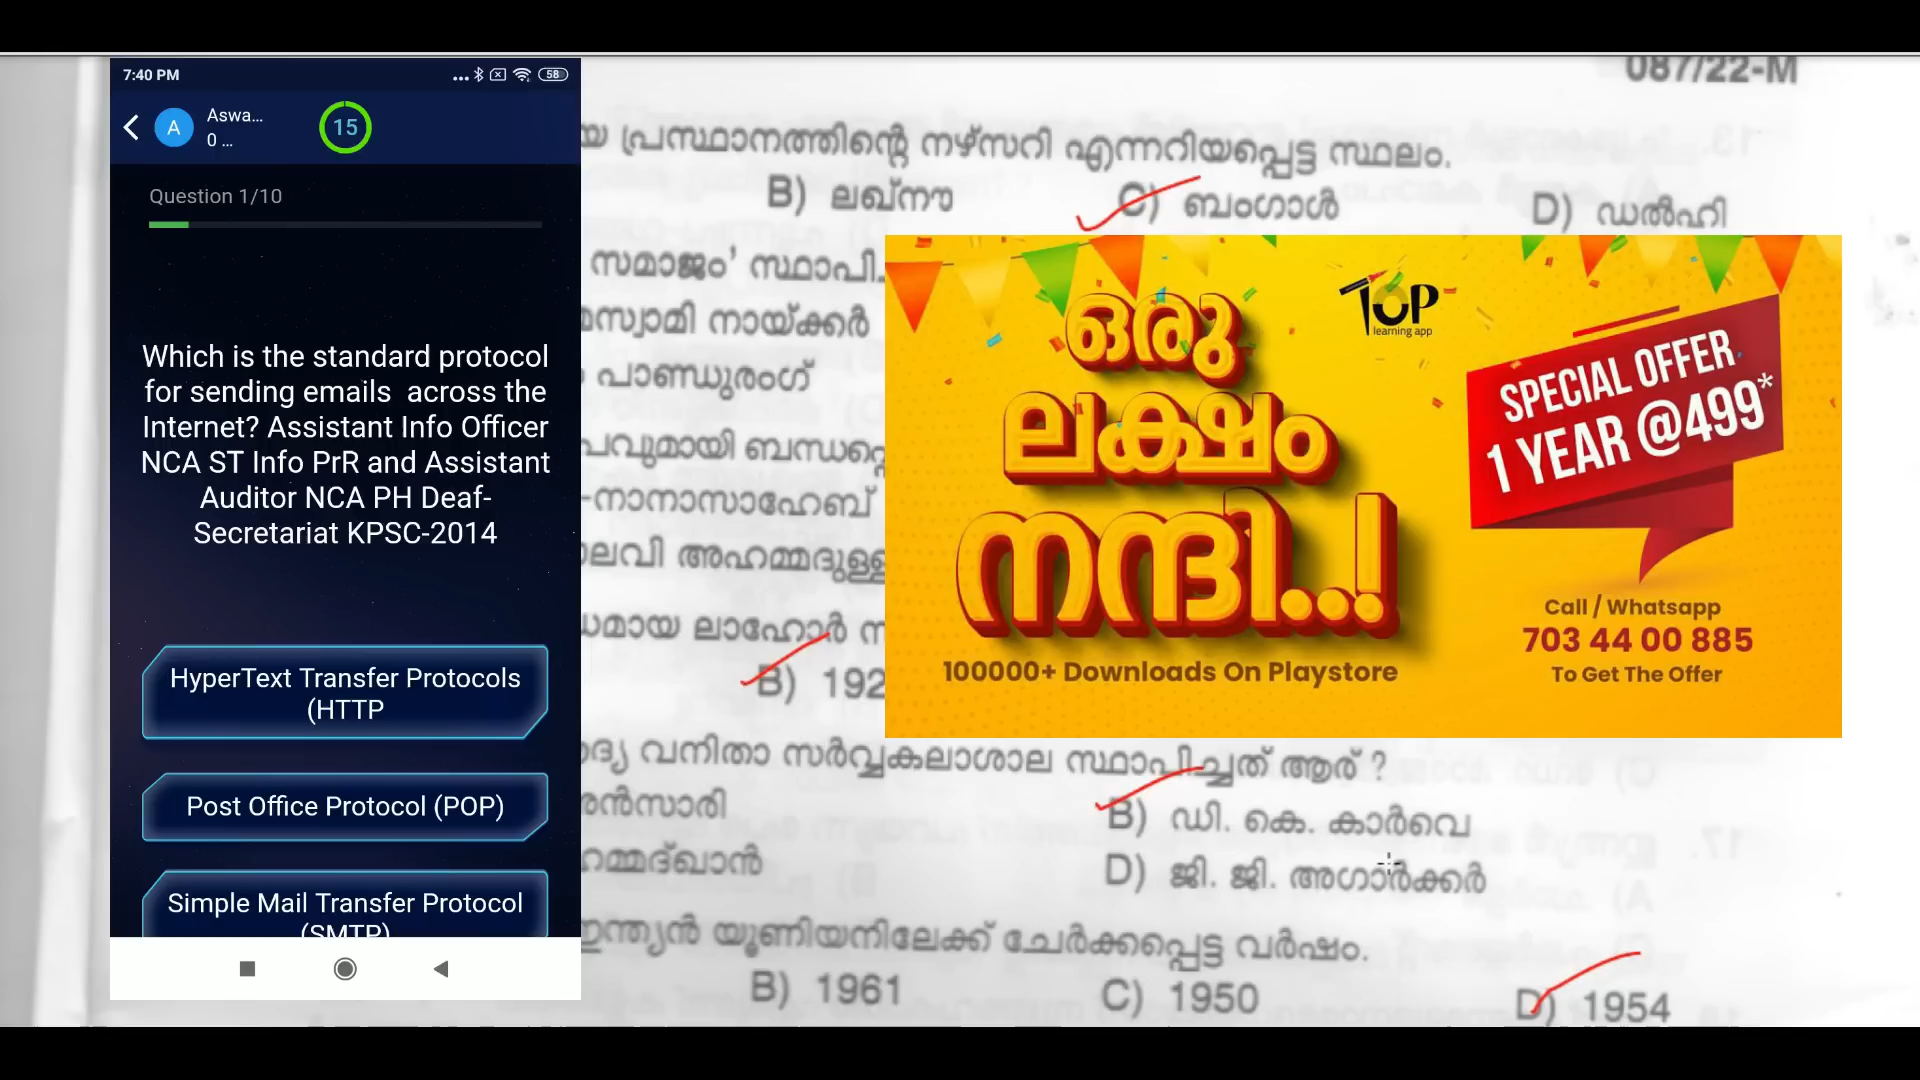 087/22-M
7:40 PM
58
A
Aswa...
0 ...
15
Question 1/10
Which is the standard protocol
for sending emails across the
Internet? Assistant Info Officer
NCA ST Info PrR and Assistant
Auditor NCA PH Deaf-
Secretariat KPSC-2014
HyperText Transfer Protocols
(HTTP
Post Office Protocol (POP)
Simple Mail Transfer Protocol
(SMTP)
പ്രസ്ഥാനത്തിന്റെ നഴ്സറി എന്നറിയപ്പെട്ട സ്ഥലം.
B) ലഖ്നൗ C) ബംഗാൾ D) ഡൽഹി
സമാജം' സ്ഥാപി
നായ്ക്കർ
പാണ്ഡുരംഗ്
ബന്ധപ്പെ
-നാനാസാഹേബ്
അഹമ്മദുള്ള
ലാഹോർ
B) 192
വനിതാ സർവ്വകലാശാല സ്ഥാപിച്ചത് ആര് ?
B) ഡി. കെ. കാർവെ
D) ജി. ജി. അഗാർക്കർ
ഇന്ത്യൻ യൂണിയനിലേക്ക് ചേർക്കപ്പെട്ട വർഷം.
B) 1961 C) 1950 D) 1954
ഒരു
ലക്ഷം
നന്ദി...!
100000+ Downloads On Playstore
TOP
learning app
SPECIAL OFFER
1 YEAR @499*
Call / Whatsapp
703 44 00 885
To Get The Offer